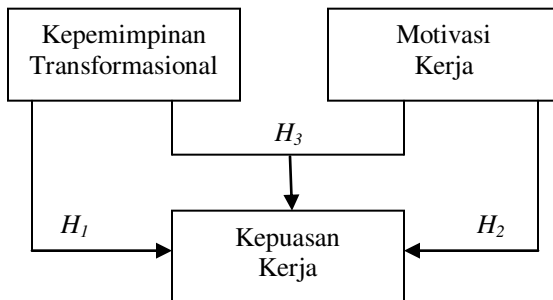 Kepemimpinan
Transformasional
Motivasi
Kerja
H3
H1
Kepuasan
Kerja
H2